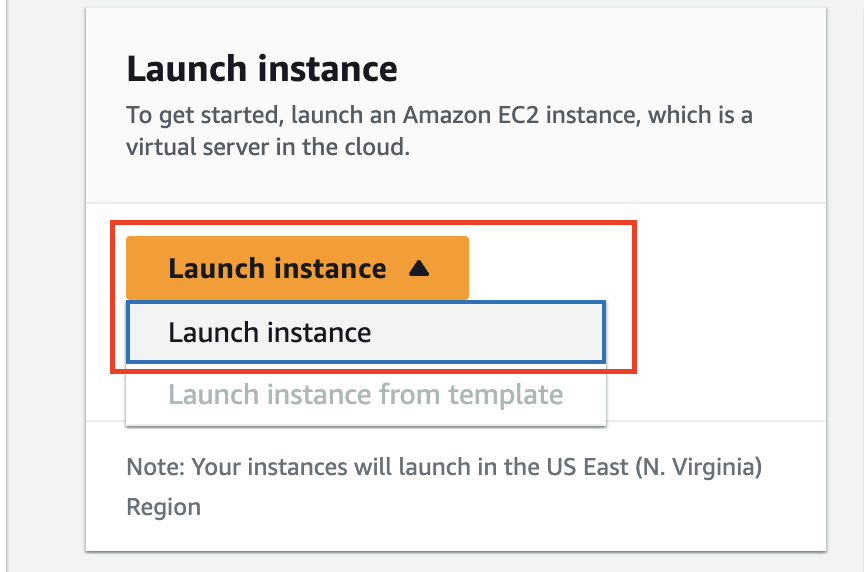 Launch instance
To get started, launch an Amazon EC2 instance, which is a
virtual server in the cloud.
Launch instance
Launch instance
Launch instance from template
Note: Your instances will launch in the US East (N. Virginia)
Region